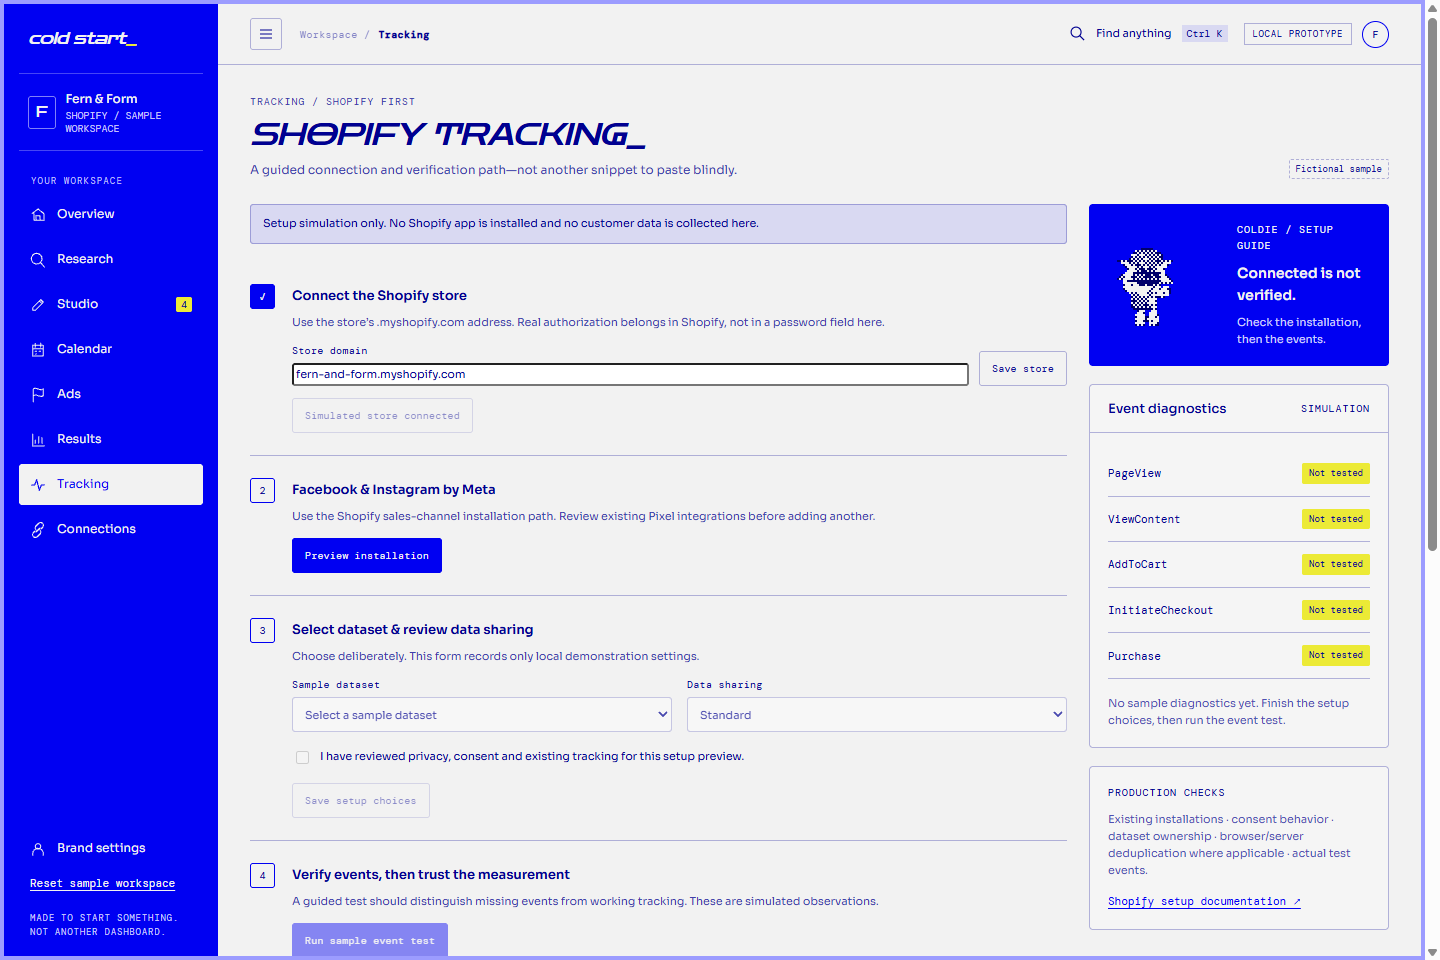 cold start_
F
Fern & Form
SHOPIFY / SAMPLE
WORKSPACE
YOUR WORKSPACE
Overview
Research
Studio
4
Calendar
Ads
Results
Tracking
Connections
Brand settings
Reset sample workspace
MADE TO START SOMETHING.
NOT ANOTHER DASHBOARD.
Workspace / Tracking
Find anything
Ctrl K
LOCAL PROTOTYPE
F
TRACKING / SHOPIFY FIRST
SHOPIFY TRACKING_
A guided connection and verification path—not another snippet to paste blindly.
Fictional sample
Setup simulation only. No Shopify app is installed and no customer data is collected here.
✓
Connect the Shopify store
Use the store's .myshopify.com address. Real authorization belongs in Shopify, not in a password field here.
Store domain
fern-and-form.myshopify.com
Save store
Simulated store connected
2
Facebook & Instagram by Meta
Use the Shopify sales-channel installation path. Review existing Pixel integrations before adding another.
Preview installation
3
Select dataset & review data sharing
Choose deliberately. This form records only local demonstration settings.
Sample dataset
Data sharing
Select a sample dataset
Standard
I have reviewed privacy, consent and existing tracking for this setup preview.
Save setup choices
4
Verify events, then trust the measurement
A guided test should distinguish missing events from working tracking. These are simulated observations.
Run sample event test
COLDIE / SETUP
GUIDE
Connected is not
verified.
Check the installation,
then the events.
Event diagnostics
SIMULATION
PageView
Not tested
ViewContent
Not tested
AddToCart
Not tested
InitiateCheckout
Not tested
Purchase
Not tested
No sample diagnostics yet. Finish the setup
choices, then run the event test.
PRODUCTION CHECKS
Existing installations · consent behavior ·
dataset ownership · browser/server
deduplication where applicable · actual test
events.
Shopify setup documentation ↗